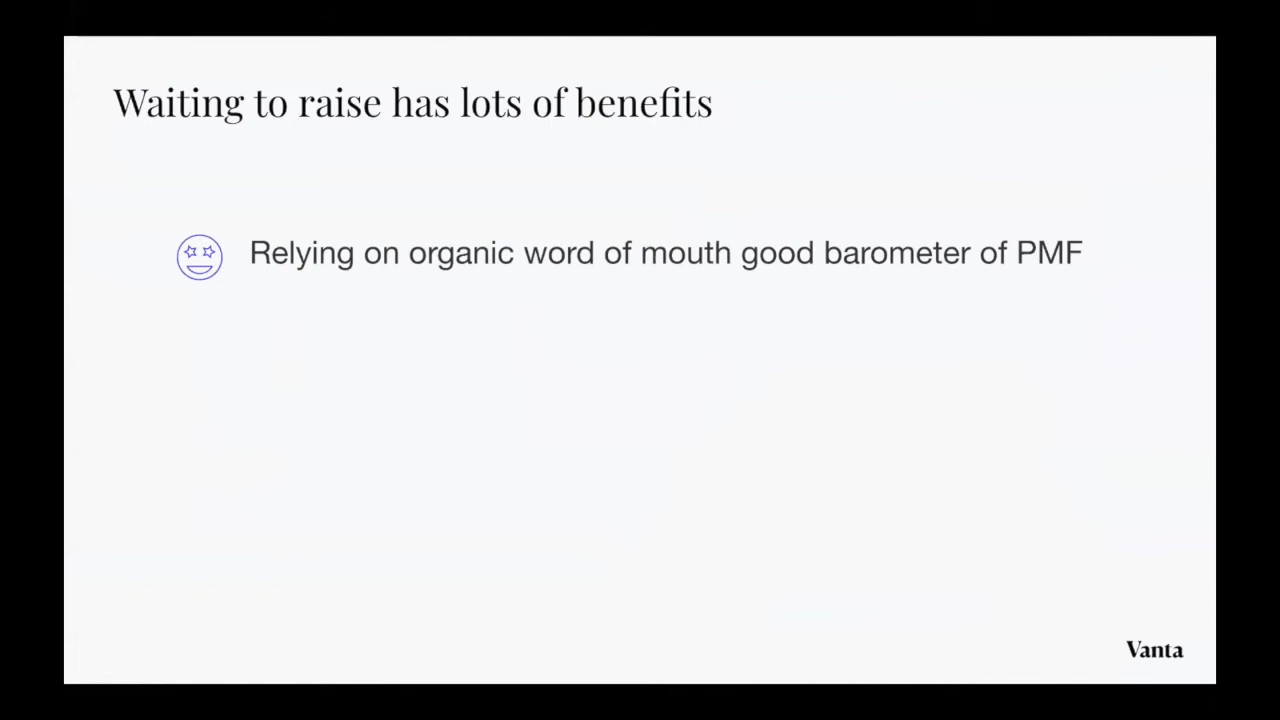 Waiting to raise has lots of benefits
Relying on organic word of mouth good barometer of PMF
Vanta